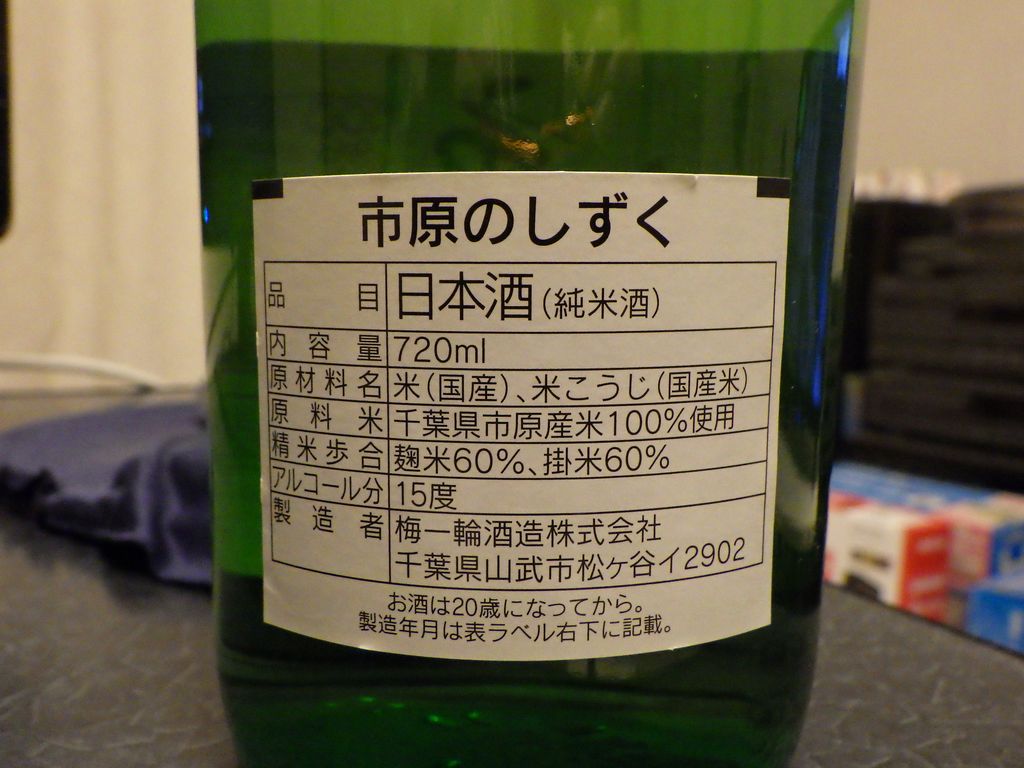 市原のしずく
品目 日本酒(純米酒)
内容量 720ml
原材料名 米(国産)、米こうじ(国産米)
原料米 千葉県市原産米100%使用
精米歩合 麹米60%、掛米60%
アルコール分 15度
製造者 梅一輪酒造株式会社
千葉県山武市松ヶ谷イ2902
お酒は20歳になってから。
製造年月は表ラベル右下に記載。